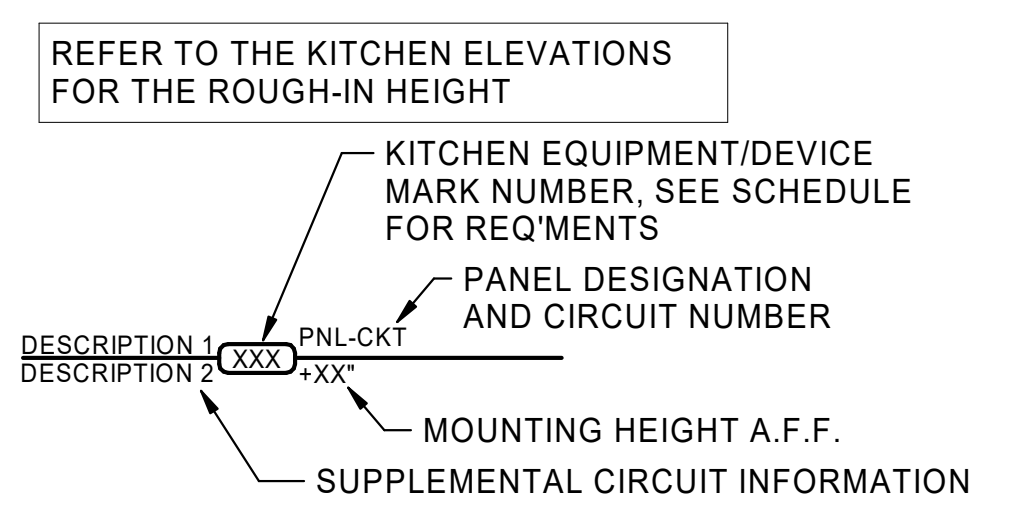 REFER TO THE KITCHEN ELEVATIONS
FOR THE ROUGH-IN HEIGHT
KITCHEN EQUIPMENT/DEVICE
MARK NUMBER, SEE SCHEDULE
FOR REQ'MENTS
PANEL DESIGNATION
AND CIRCUIT NUMBER
DESCRIPTION 1
XXX
PNL-CKT
DESCRIPTION 2
+XX"
MOUNTING HEIGHT A.F.F.
SUPPLEMENTAL CIRCUIT INFORMATION